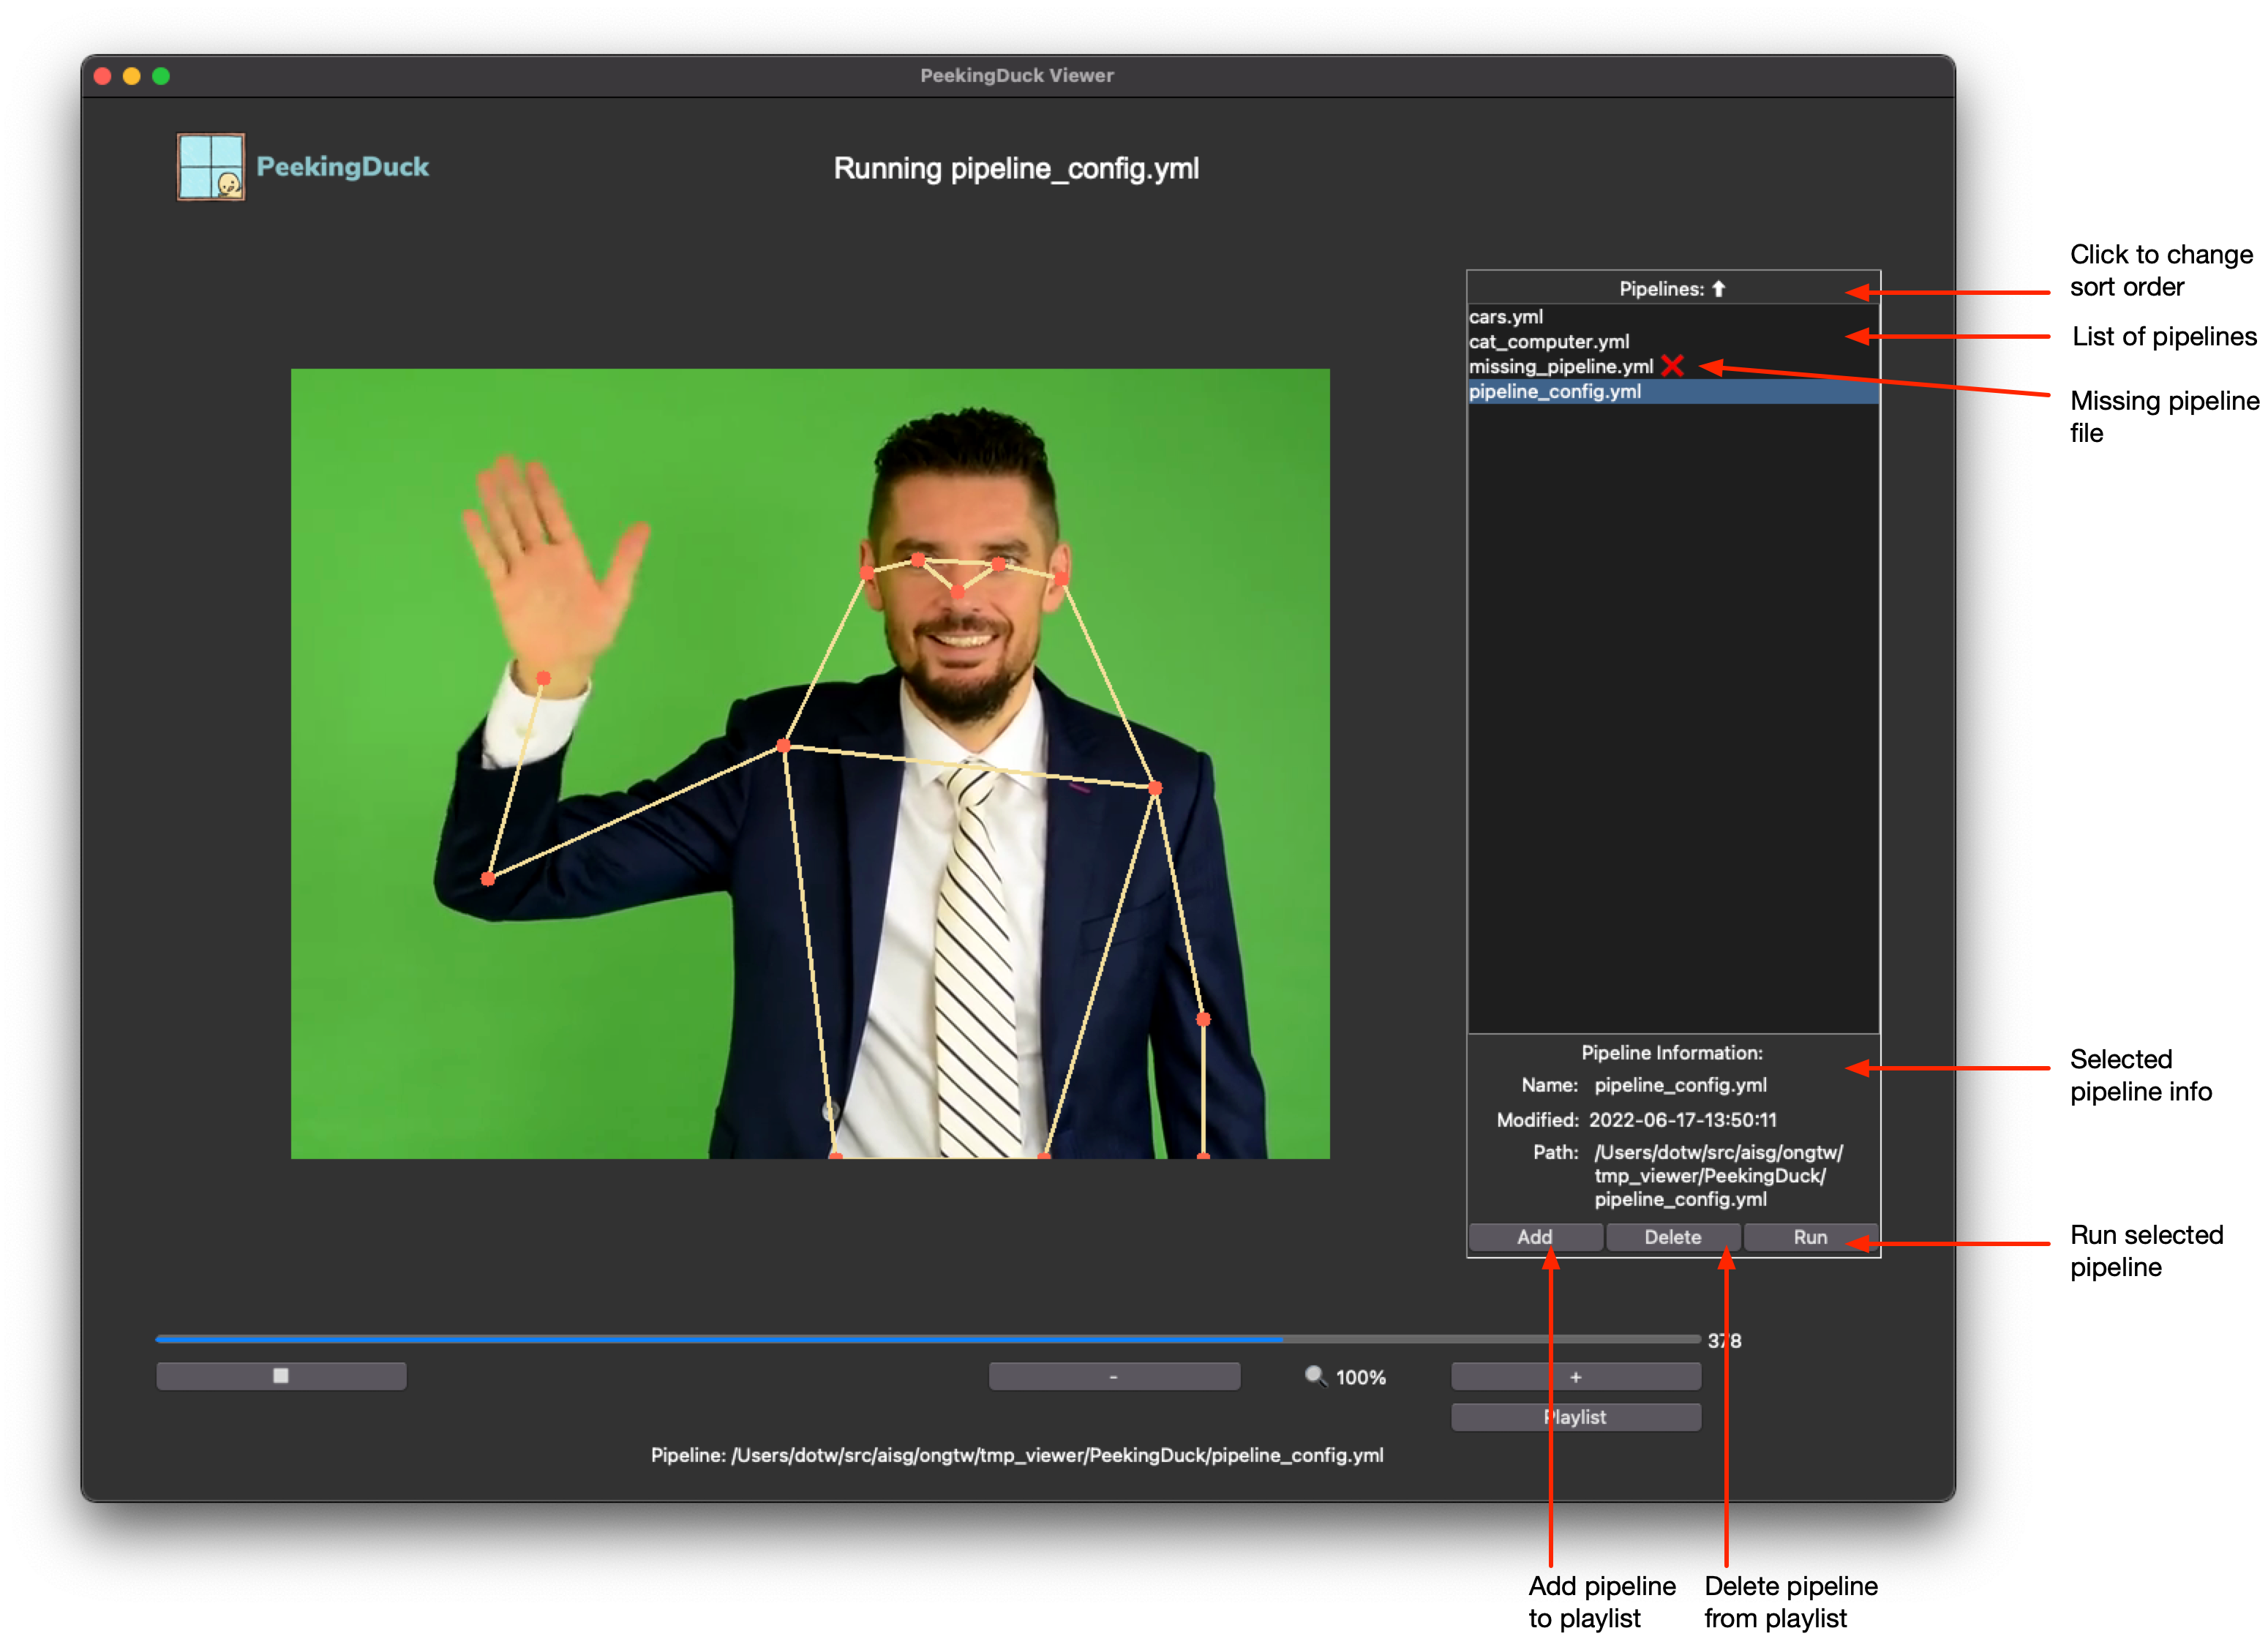 PeekingDuck Viewer
PeekingDuck
Running pipeline_config.yml
Click to change
sort order
Pipelines:
cars.yml
List of pipelines
cat_computer.yml
missing_pipeline.yml
Missing pipeline
file
pipeline_config.yml
Pipeline Information:
Selected
pipeline info
Name: pipeline_config.yml
Modified: 2022-06-17-13:50:11
Path: /Users/dotw/src/aisg/ongtw/
tmp_viewer/PeekingDuck/
pipeline_config.yml
Add Delete Run
Run selected
pipeline
378
- 100% +
Playlist
Pipeline: /Users/dotw/src/aisg/ongtw/tmp_viewer/PeekingDuck/pipeline_config.yml
Add pipeline
to playlist
Delete pipeline
from playlist